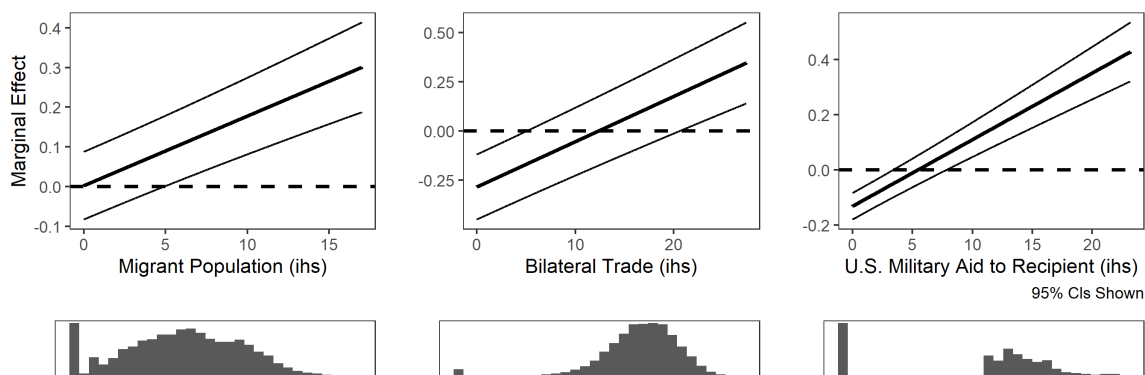 0.4
0.3
0.2
0.1
0.0
-0.1
Marginal Effect
0 5 10 15
Migrant Population (ihs)
0.50
0.25
0.00
-0.25
0 10 20
Bilateral Trade (ihs)
0.4
0.2
0.0
-0.2
0 5 10 15 20
U.S. Military Aid to Recipient (ihs)
95% CIs Shown